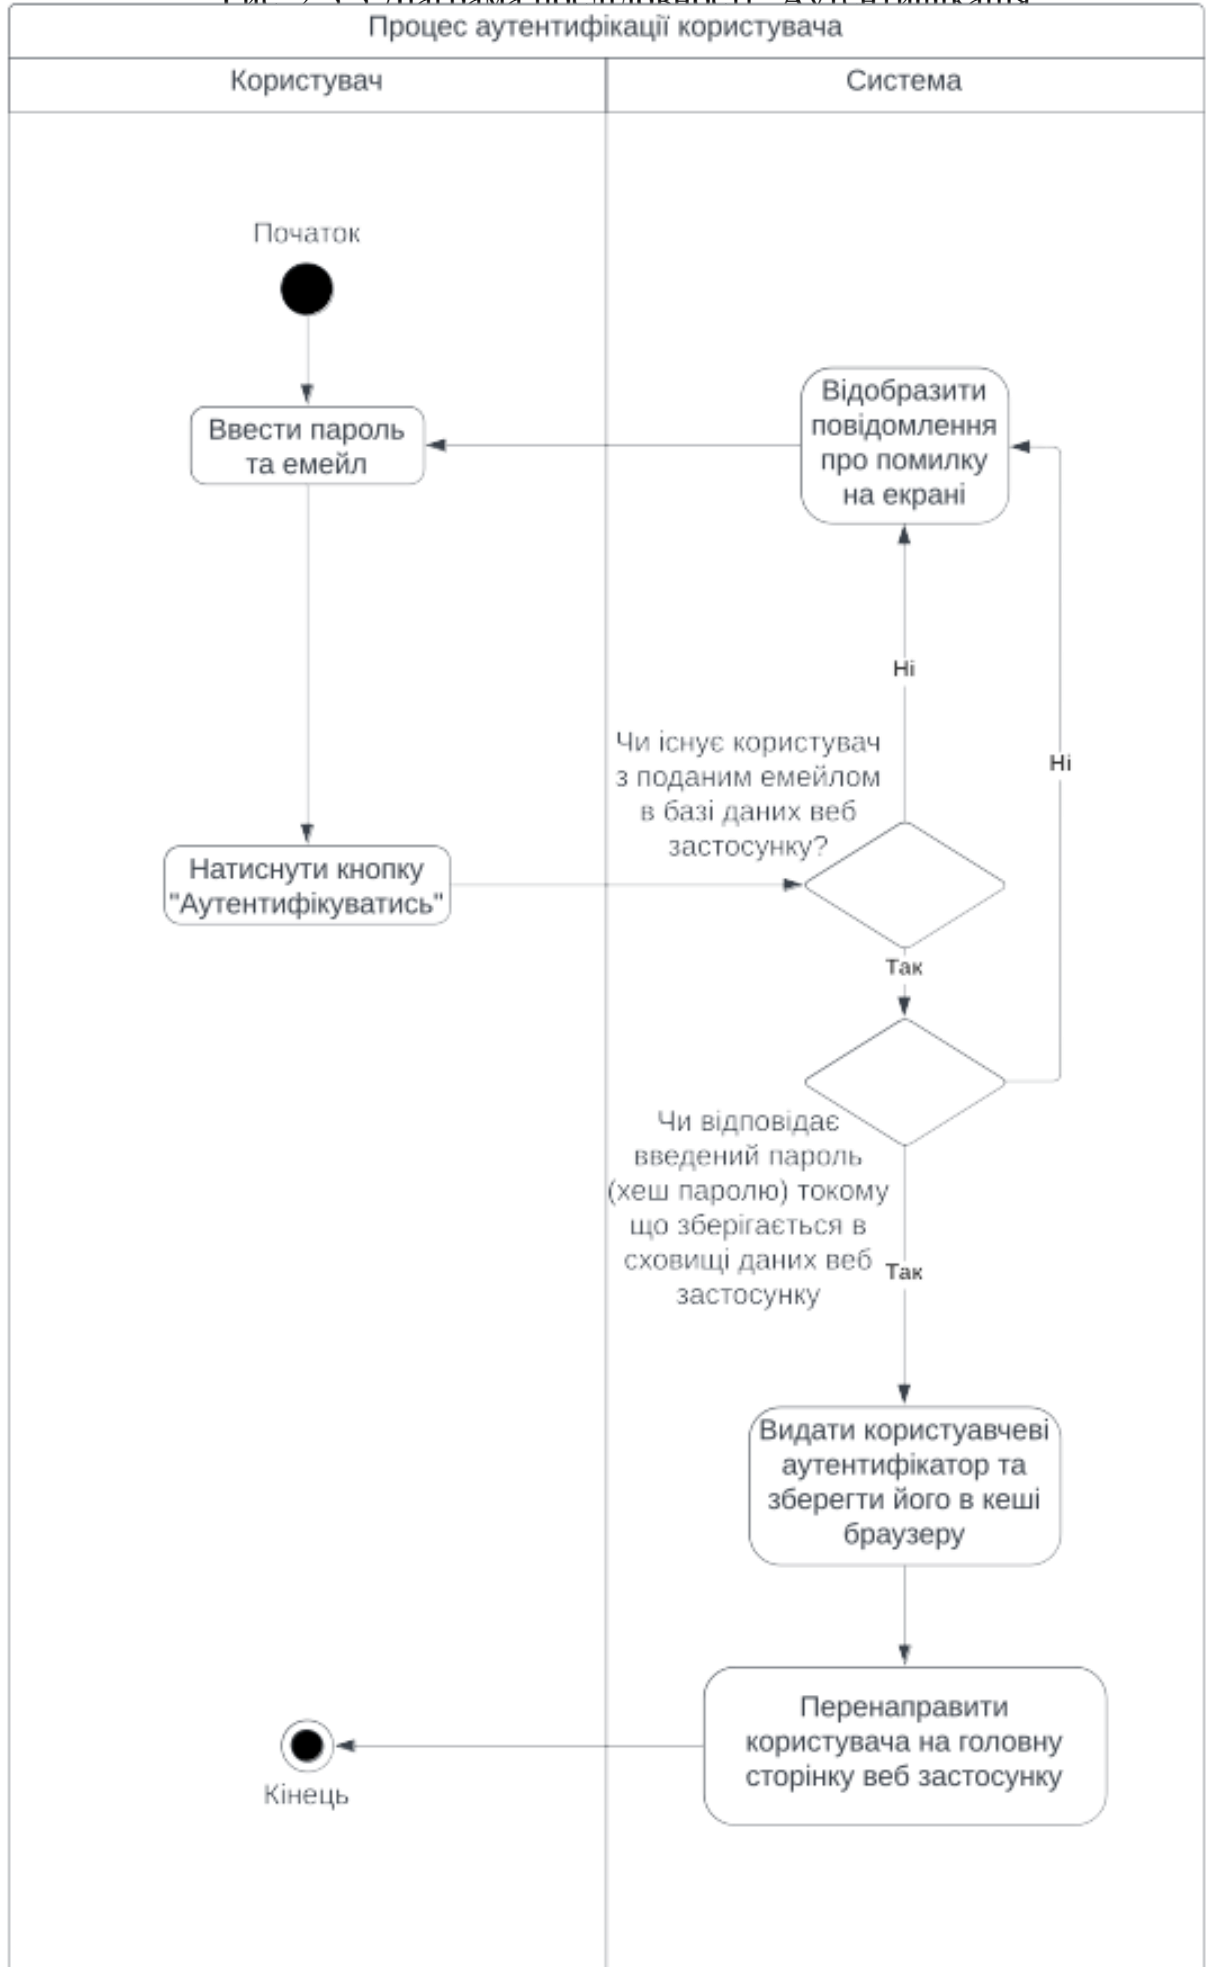 Процес аутентифікації користувача
Користувач
Система
Початок
Ввести пароль
та емейл
Відобразити
повідомлення
про помилку
на екрані
Ні
Ні
Чи існує користувач
з поданим емейлом
в базі даних веб
застосунку?
Натиснути кнопку
"Аутентифікуватись"
Так
Чи відповідає
введений пароль
(хеш паролю) токому
що зберігається в
сховищі даних веб
застосунку
Так
Видати користуавчеві
аутентифікатор та
зберегти його в кеші
браузеру
Перенаправити
користувача на головну
сторінку веб застосунку
Кінець